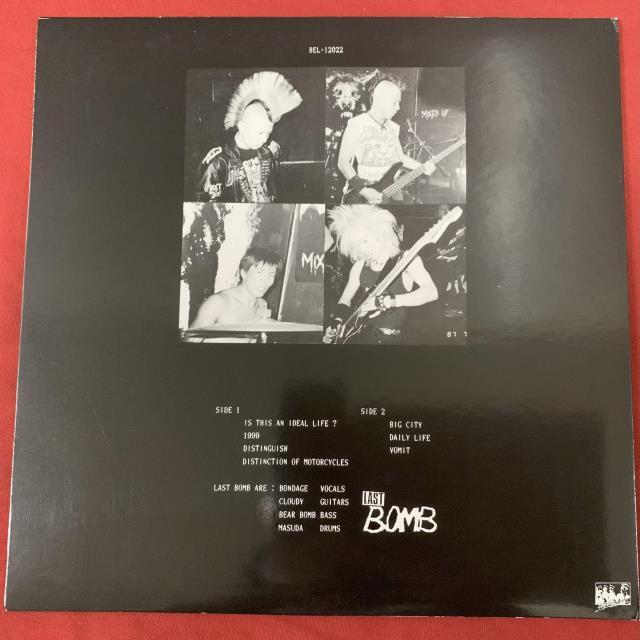 BEL-12022
MIXED UP
MIX
87 7
SIDE 1
IS THIS AN IDEAL LIFE ?
1999
DISTINGUISH
DISTINCTION OF MOTORCYCLES
SIDE 2
BIG CITY
DAILY LIFE
VOMIT
LAST BOMB ARE : BONDAGE VOCALS
CLOUDY GUITARS
BEAR BOMB BASS
MASUDA DRUMS
LAST
BOMB